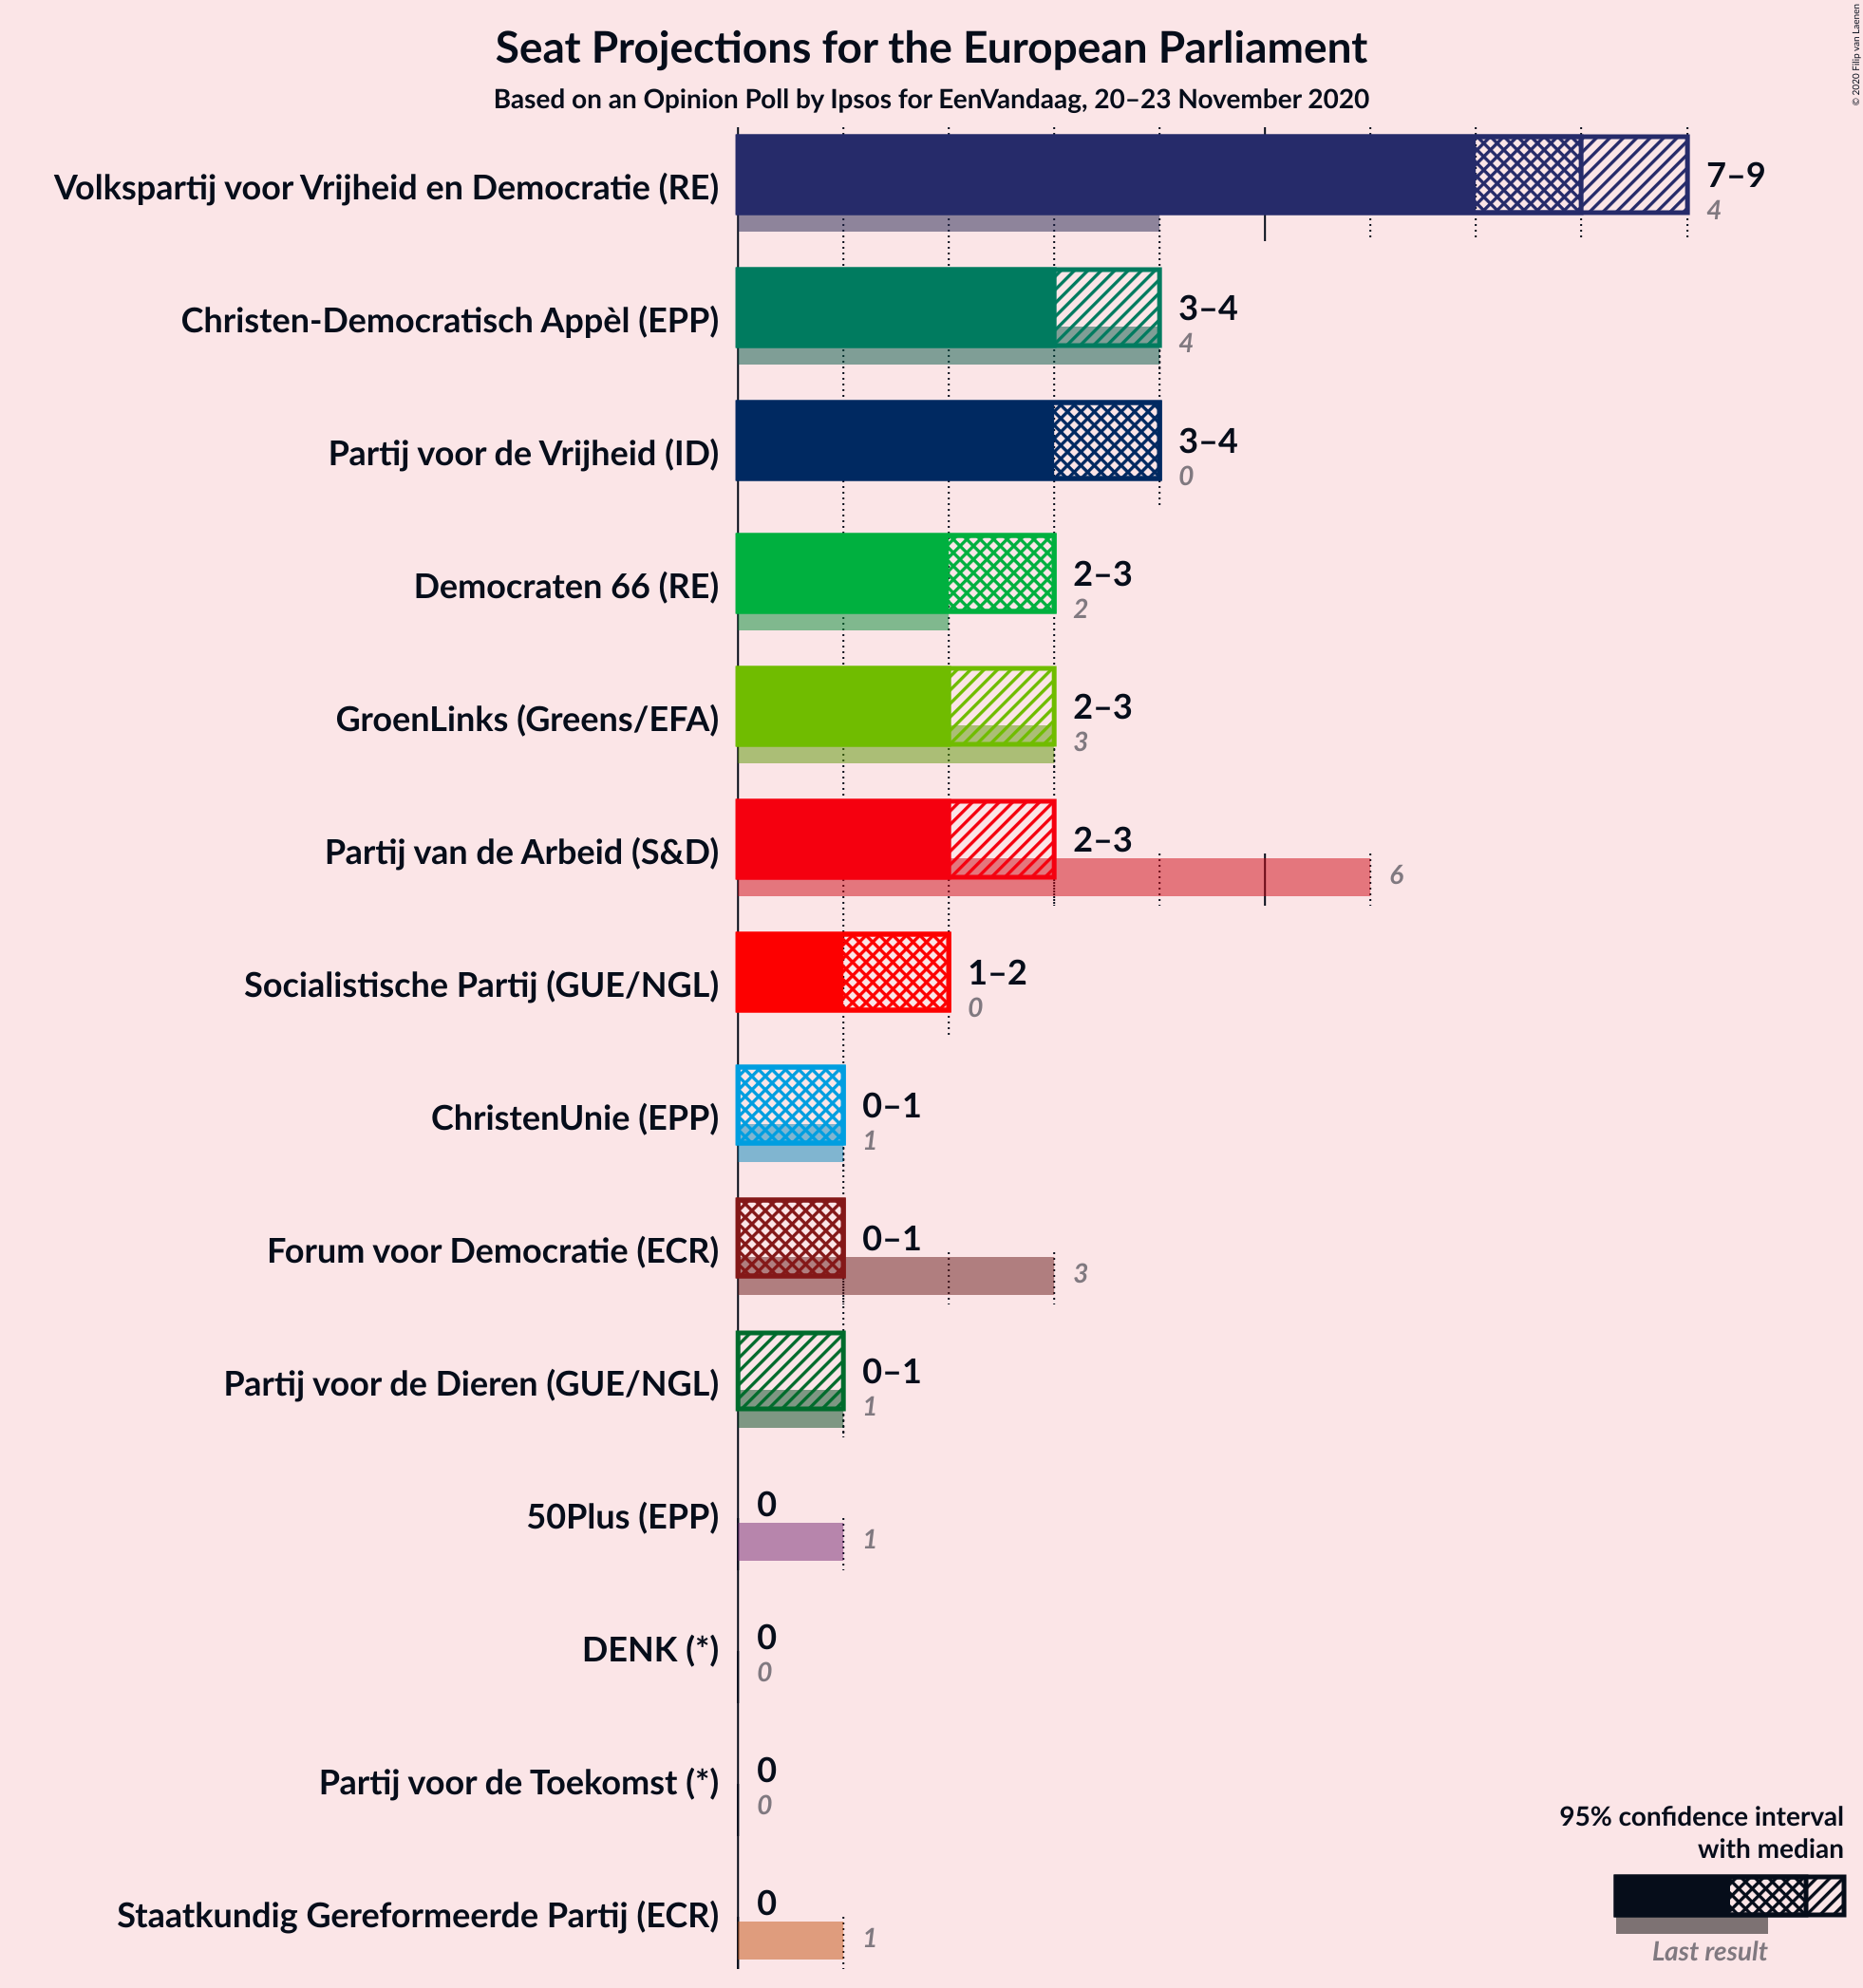 Seat Projections for the European Parliament
Based on an Opinion Poll by Ipsos for EenVandaag, 20–23 November 2020
© 2020 Filip van Laenen
Volkspartij voor Vrijheid en Democratie (RE)
7–9
4
Christen-Democratisch Appèl (EPP)
3–4
4
Partij voor de Vrijheid (ID)
3–4
0
Democraten 66 (RE)
2–3
2
GroenLinks (Greens/EFA)
2–3
3
Partij van de Arbeid (S&D)
2–3
6
Socialistische Partij (GUE/NGL)
1–2
0
ChristenUnie (EPP)
0–1
1
Forum voor Democratie (ECR)
0–1
3
Partij voor de Dieren (GUE/NGL)
0–1
1
50Plus (EPP)
0
1
DENK (*)
0
0
Partij voor de Toekomst (*)
0
0
Staatkundig Gereformeerde Partij (ECR)
0
1
95% confidence interval
with median
Last result